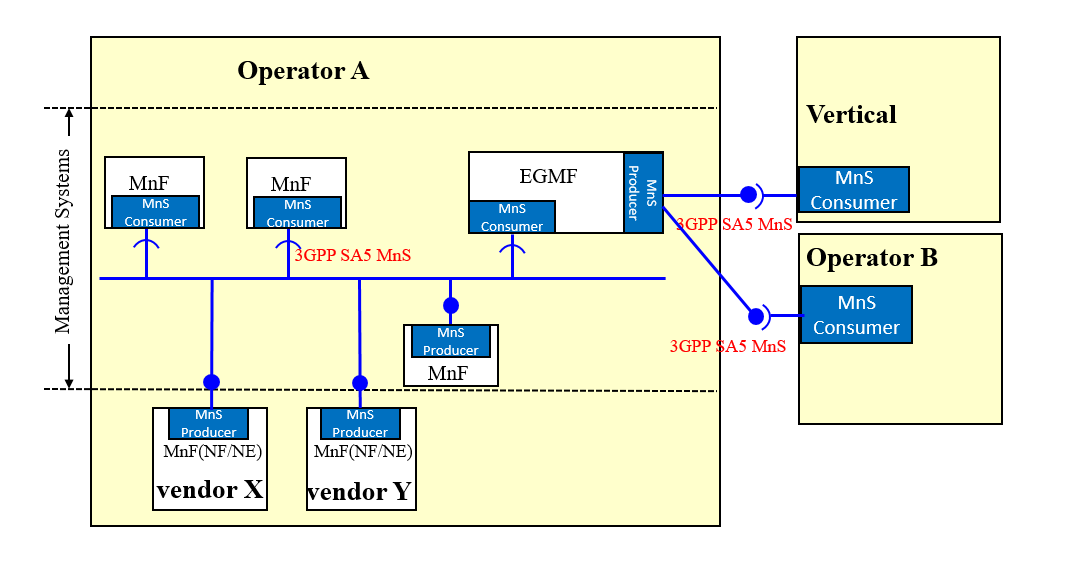 Operator A
Management Systems
MnF
MnS
Consumer
MnF
MnS
Consumer
EGMF
MnS
Consumer
MnS
Producer
3GPP SA5 MnS
MnS
Producer
MnF
MnS
Producer
MnF(NF/NE)
vendor X
MnS
Producer
MnF(NF/NE)
vendor Y
3GPP SA5 MnS
3GPP SA5 MnS
Vertical
MnS
Consumer
Operator B
MnS
Consumer